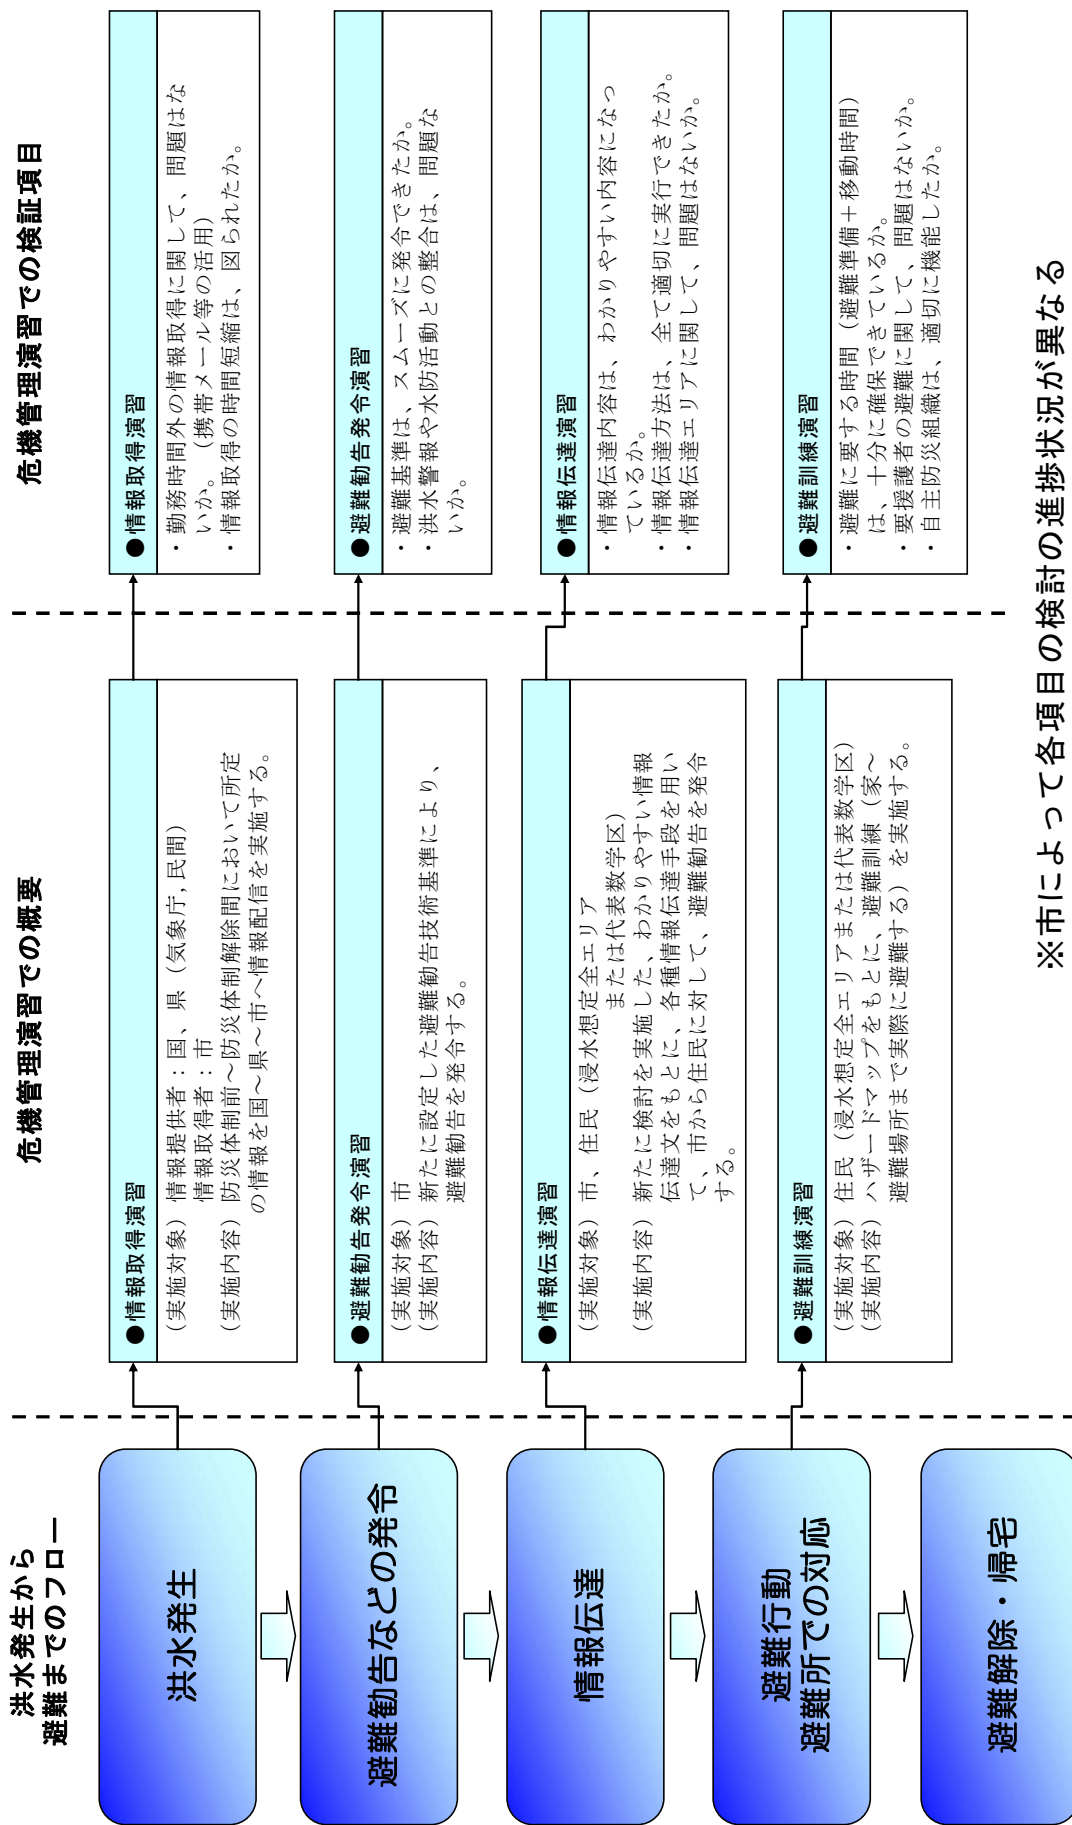 洪水発生から
避難までのフロー
洪水発生
避難勧告などの発令
情報伝達
避難行動
避難所での対応
避難解除・帰宅
危機管理演習での概要
●情報取得演習
(実施対象) 情報提供者:国、県(気象庁,民間)
情報取得者:市
(実施内容) 防災体制前~防災体制解除間において所定
の情報を国~県~市へ情報配信を実施する。
●避難勧告発令演習
(実施対象) 市
(実施内容) 新たに設定した避難勧告技術基準により、
避難勧告を発令する。
●情報伝達演習
(実施対象) 市、住民(浸水想定全エリア
または代表数学区)
(実施内容) 新たに検討を実施した、わかりやすい情報
伝達文をもとに、各種情報伝達手段を用い
て、市から住民に対して、避難勧告を発令
する。
●避難訓練演習
(実施対象) 住民(浸水想定全エリアまたは代表数学区)
(実施内容) ハザードマップをもとに、避難訓練(家~
避難場所まで実際に避難する)を実施する。
危機管理演習での検証項目
●情報取得演習
・勤務時間外の情報取得に関して、問題はな
いか。(携帯メール等の活用)
・情報取得の時間短縮は、図られたか。
●避難勧告発令演習
・避難基準は、スムーズに発令できたか。
・洪水警報や水防活動との整合は、問題な
いか。
●情報伝達演習
・情報伝達内容は、わかりやすい内容になっ
ているか。
・情報伝達方法は、全て適切に実行できたか。
・情報伝達エリアに関して、問題はないか。
●避難訓練演習
・避難に要する時間(避難準備+移動時間)
は、十分に確保できているか。
・要援護者の避難に関して、問題はないか。
・自主防災組織は、適切に機能したか。
※市によって各項目の検討の進捗状況が異なる